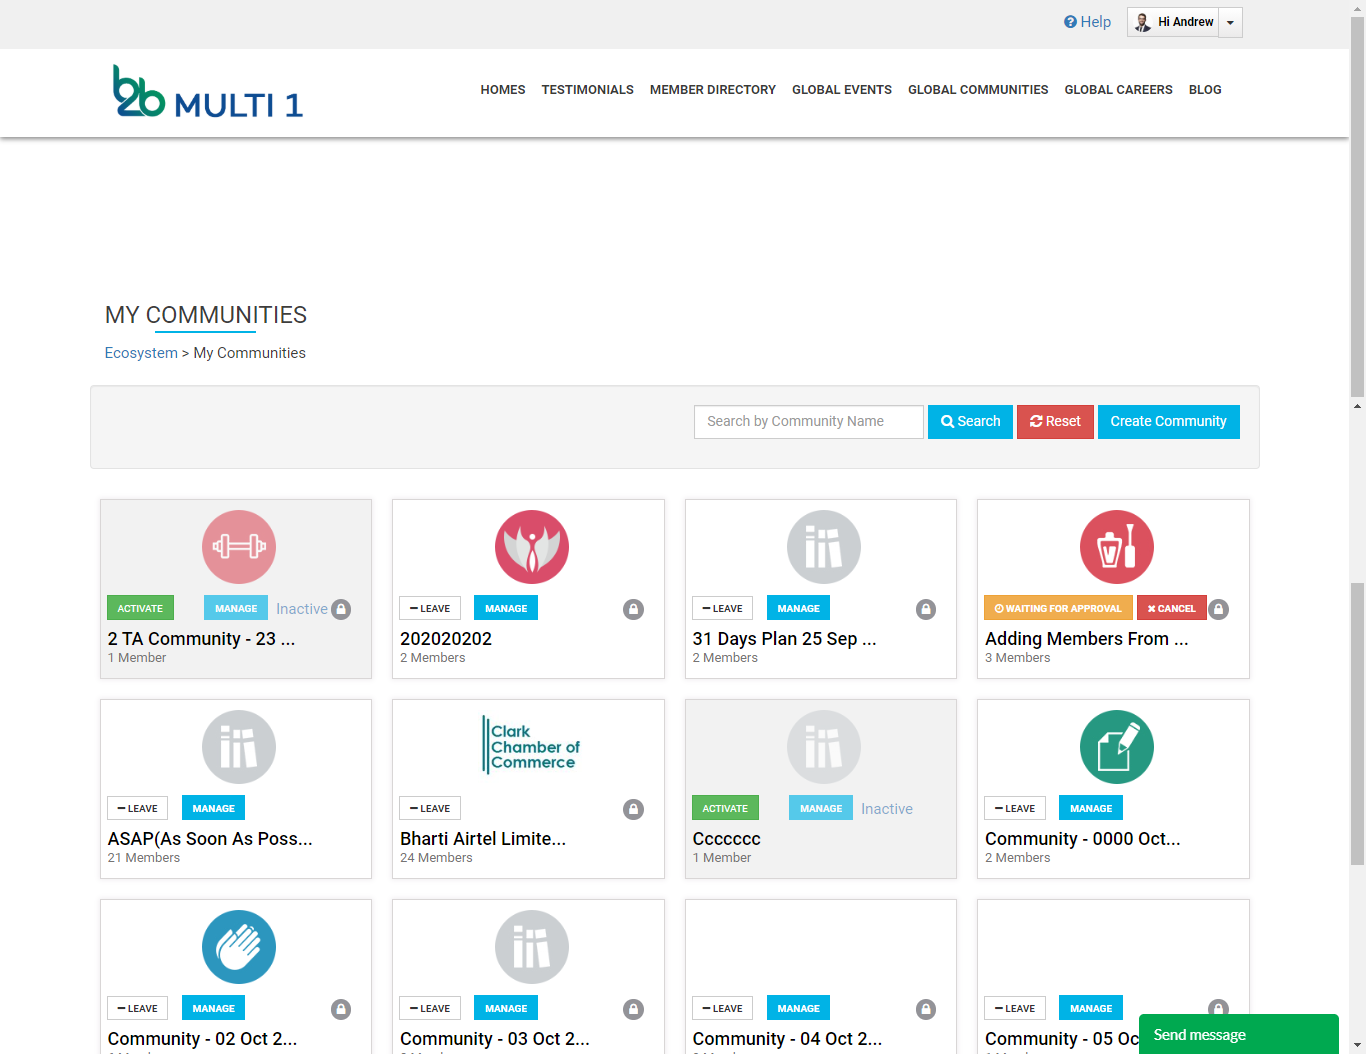 Help
Hi Andrew
b2b MULTI 1
HOMES TESTIMONIALS MEMBER DIRECTORY GLOBAL EVENTS GLOBAL COMMUNITIES GLOBAL CAREERS BLOG
MY COMMUNITIES
Ecosystem > My Communities
Search by Community Name Search Reset Create Community
ACTIVATE MANAGE Inactive
2 TA Community - 23 ...
1 Member
LEAVE MANAGE
202020202
2 Members
LEAVE MANAGE
31 Days Plan 25 Sep ...
2 Members
WAITING FOR APPROVAL CANCEL
Adding Members From ...
3 Members
LEAVE MANAGE
ASAP(As Soon As Poss...
21 Members
Clark
Chamber of
Commerce
LEAVE
Bharti Airtel Limite...
24 Members
ACTIVATE MANAGE Inactive
Ccccccc
1 Member
LEAVE MANAGE
Community - 0000 Oct...
2 Members
LEAVE MANAGE
Community - 02 Oct 2...
LEAVE MANAGE
Community - 03 Oct 2...
LEAVE MANAGE
Community - 04 Oct 2...
LEAVE MANAGE
Community - 05 Oc
Send message